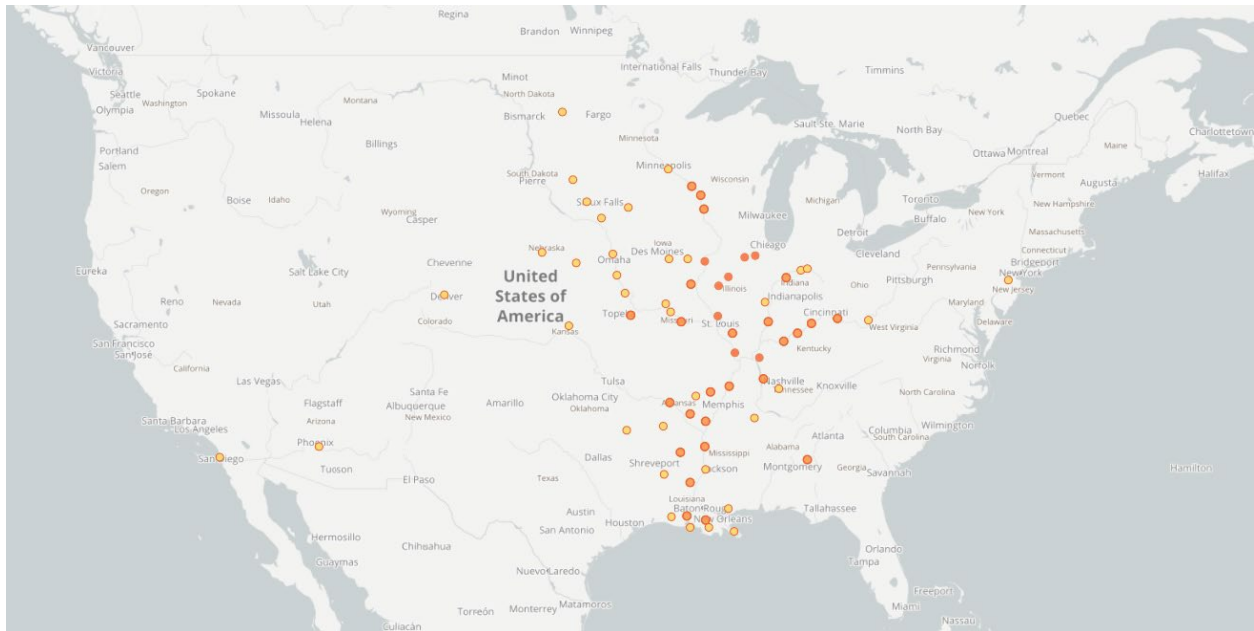 Regina
Brandon
Winnipeg
Vancouver
Victoria
International Falls
Thunder Bay
Timmins
Quebec
Minot
North Dakota
Bismarck
Fargo
Seattle
Olympia
Washington
Spokane
Missoula
Helena
Montana
Sault Ste. Marie
North Bay
Charlottetown
Ottawa
Montreal
Maine
Minnesota
Minneapolis
Billings
Portland
Salem
Oregon
Boise
Idaho
Wyoming
Casper
South Dakota
Pierre
Sioux Falls
Wisconsin
Michigan
Milwaukee
Toronto
Buffalo
New York
Vermont
Augusta
Halifax
New Hampshire
Massachusetts
Connecticut
Bridgeport
New York
New Jersey
Detroit
Cleveland
Chicago
Iowa
Des Moines
Omaha
Nebraska
Cheyenne
Salt Lake City
Eureka
Reno
Nevada
Utah
Denver
Colorado
United
States of
America
Illinois
Indiana
Indianapolis
Ohio
Pittsburgh
Pennsylvania
Maryland
Delaware
Cincinnati
West Virginia
Sacramento
San Francisco
San José
California
Kansas
Missouri
St. Louis
Kentucky
Richmond
Virginia
Norfolk
Las Vegas
Santa Fe
Albuquerque
New Mexico
Flagstaff
Arizona
Phoenix
Tucson
Santa Barbara
Los Angeles
San Diego
Amarillo
Tulsa
Oklahoma City
Oklahoma
Arkansas
Memphis
Nashville
Tennessee
Knoxville
North Carolina
Wilmington
Columbia
South Carolina
Atlanta
Alabama
Montgomery
Georgia
Savannah
Mississippi
Jackson
Shreveport
Dallas
Texas
El Paso
Hamilton
Louisiana
Baton Rouge
New Orleans
Tallahassee
Austin
San Antonio
Houston
Hermosillo
Chihuahua
Guaymas
Nuevo Laredo
Orlando
Tampa
Freeport
Miami
Nassau
Torreón
Monterrey
Matamoros
Culiacán